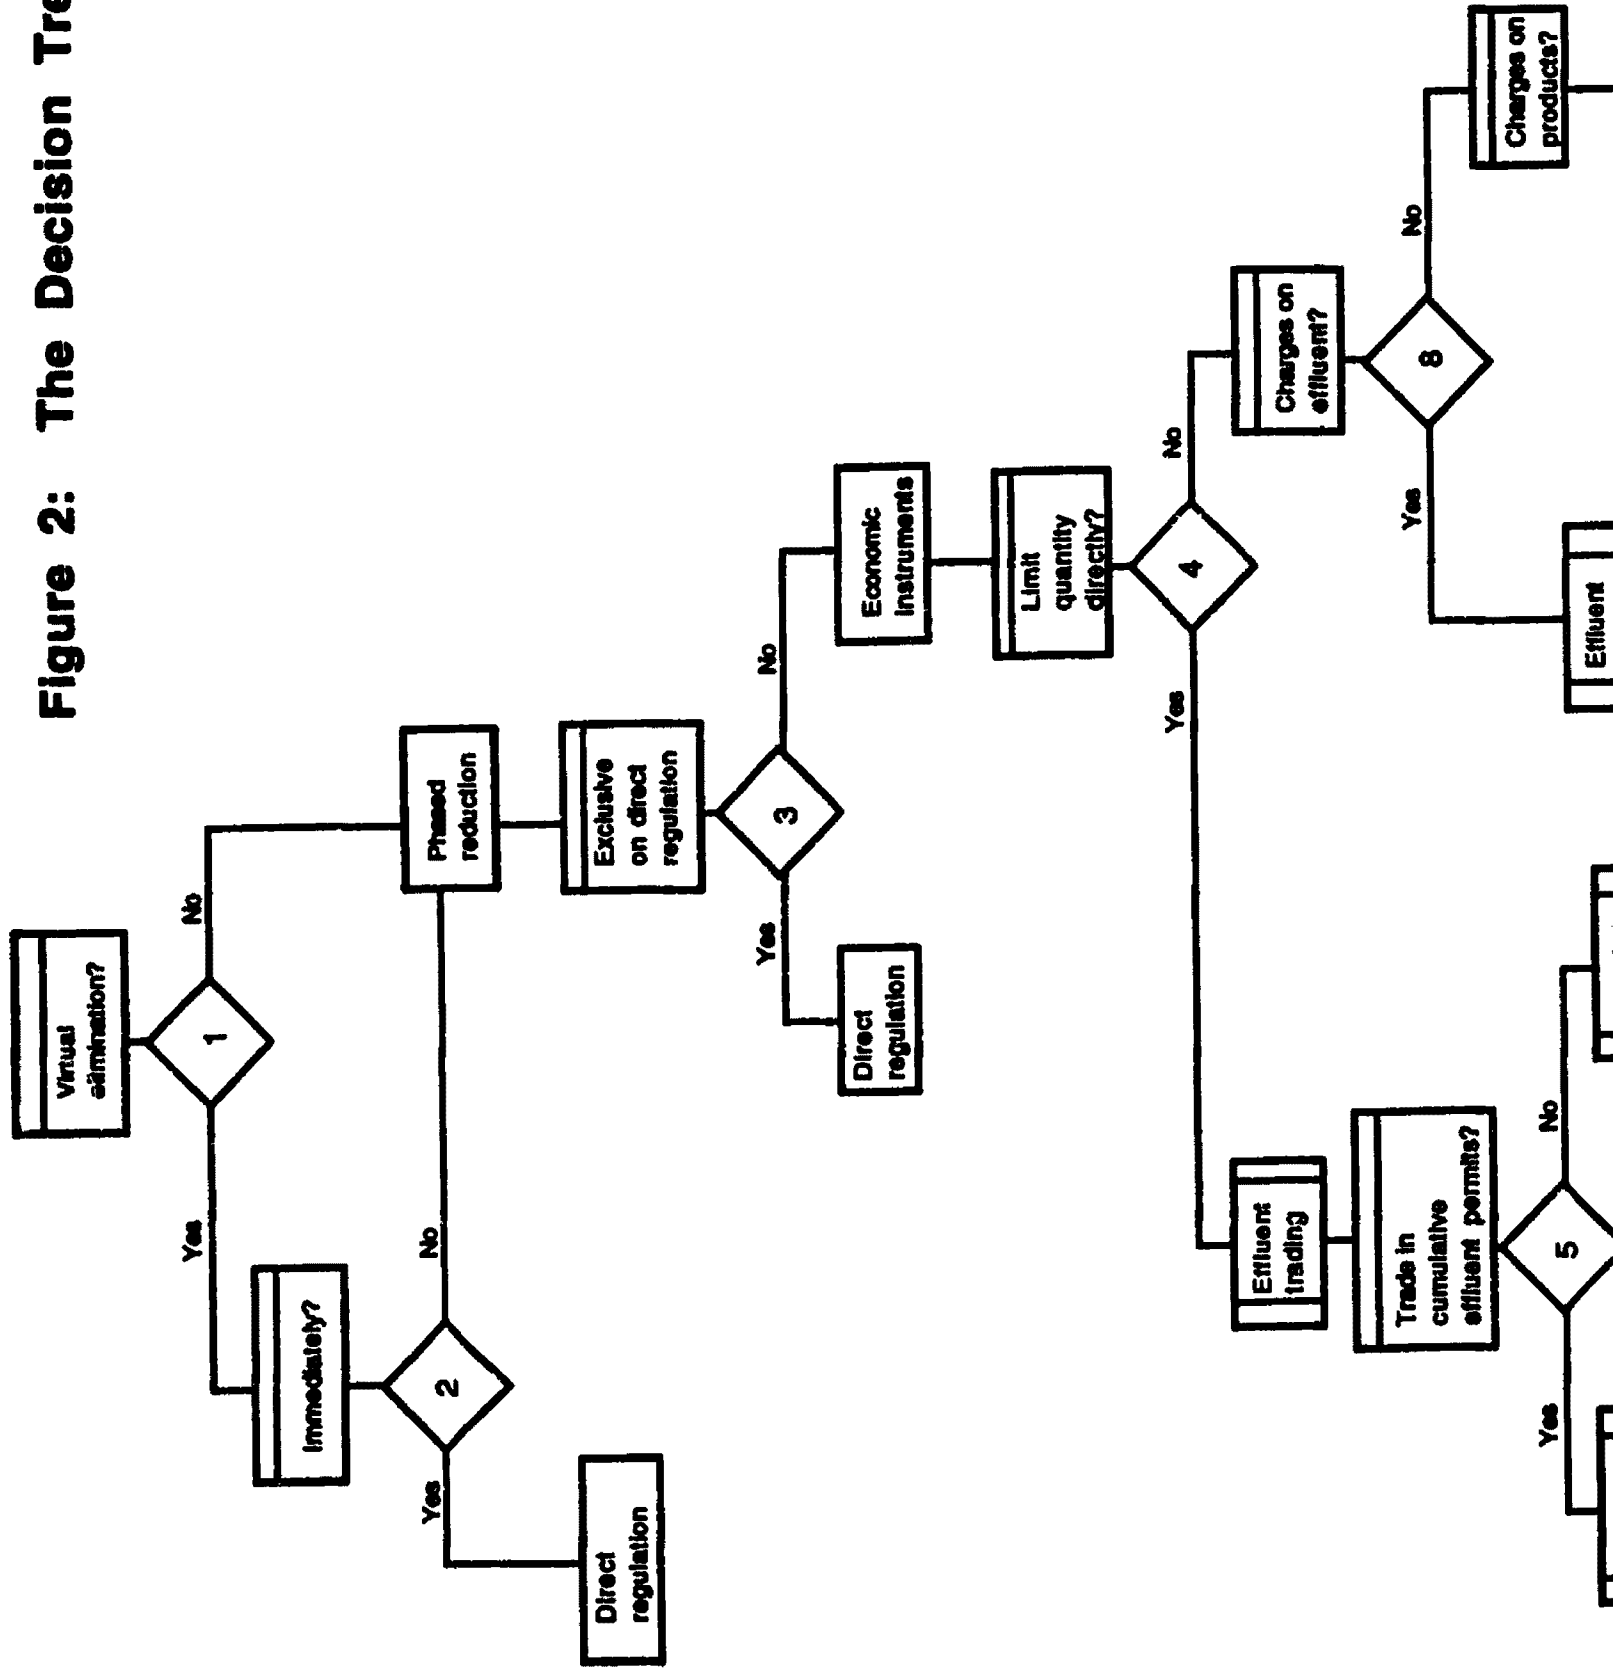 Figure 2: The Decision Tre
Virtual
elimination?
1
Yes
No
Immediately?
2
Yes
No
Direct
regulation
Phased
reduction
Exclusive
on direct
regulation
3
Yes
No
Direct
regulation
Economic
instruments
Limit
quantity
directly?
4
Yes
No
Effluent
trading
Trade in
cumulative
effluent permits?
5
Yes
No
Charges on
effluent?
8
Yes
No
Effluent
Charges on
products?